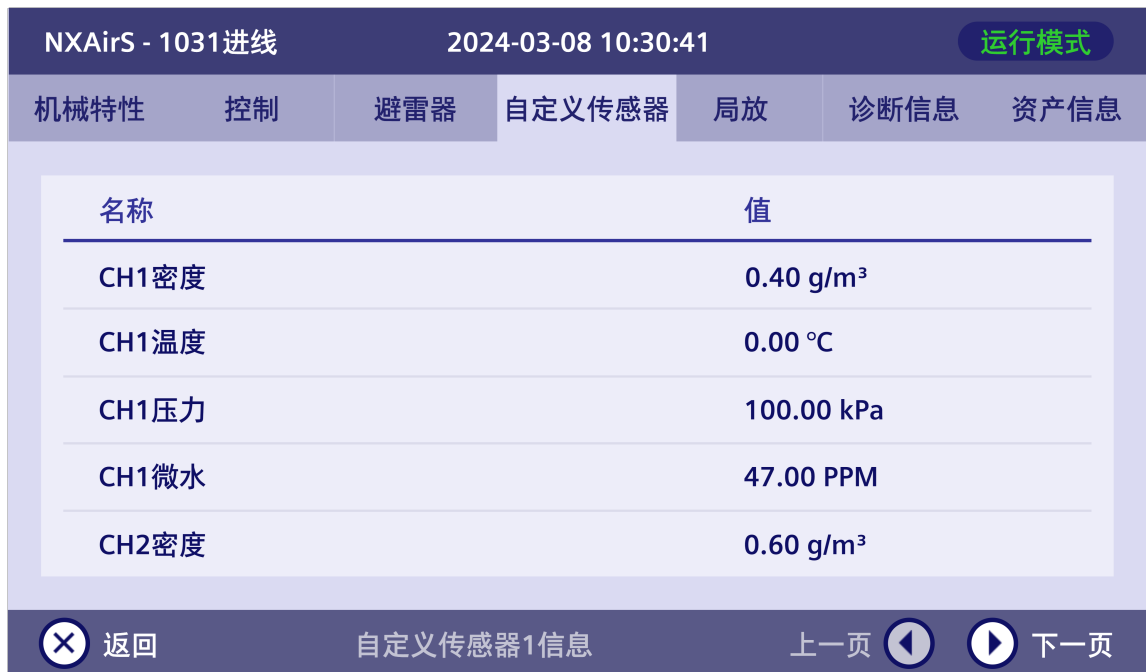 NXAirS - 1031进线 2024-03-08 10:30:41 运行模式
机械特性 控制 避雷器 自定义传感器 局放 诊断信息 资产信息
名称 值
CH1密度 0.40 g/m³
CH1温度 0.00 ℃
CH1压力 100.00 kPa
CH1微水 47.00 PPM
CH2密度 0.60 g/m³
返回 自定义传感器1信息 上一页 下一页